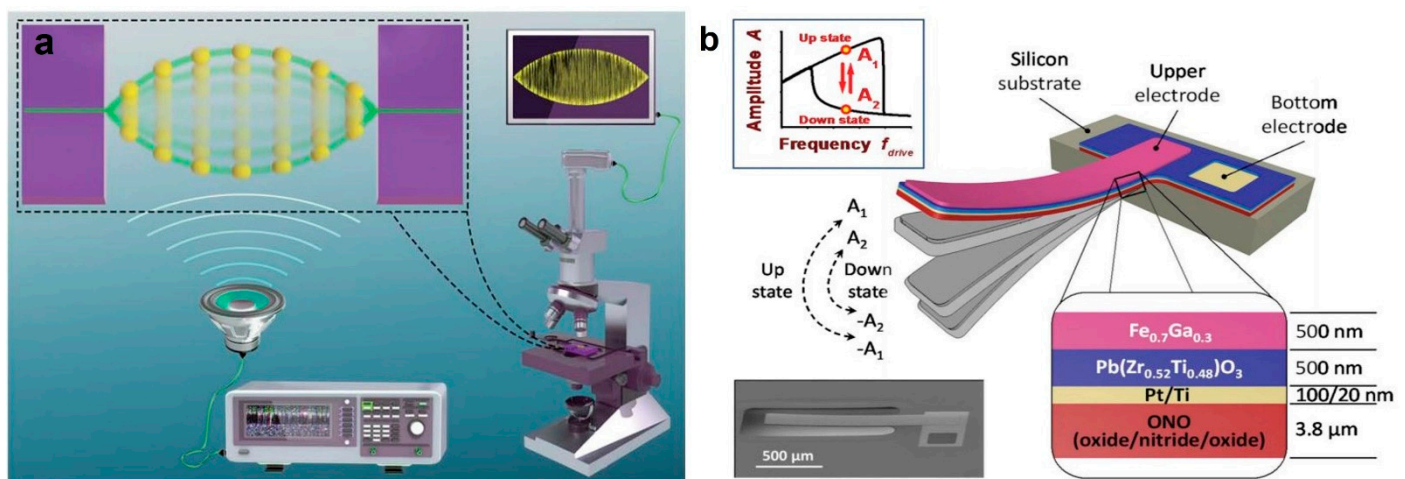 a
b
Amplitude A
Up state
A1
A2
Down state
Frequency fdrive
Silicon
substrate
Upper
electrode
Bottom
electrode
A1
A2
Up
state
Down
state
-A2
-A1
500 µm
Fe0.7Ga0.3
500 nm
Pb(Zr0.52Ti0.48)O3
500 nm
Pt/Ti
100/20 nm
ONO
(oxide/nitride/oxide)
3.8 µm